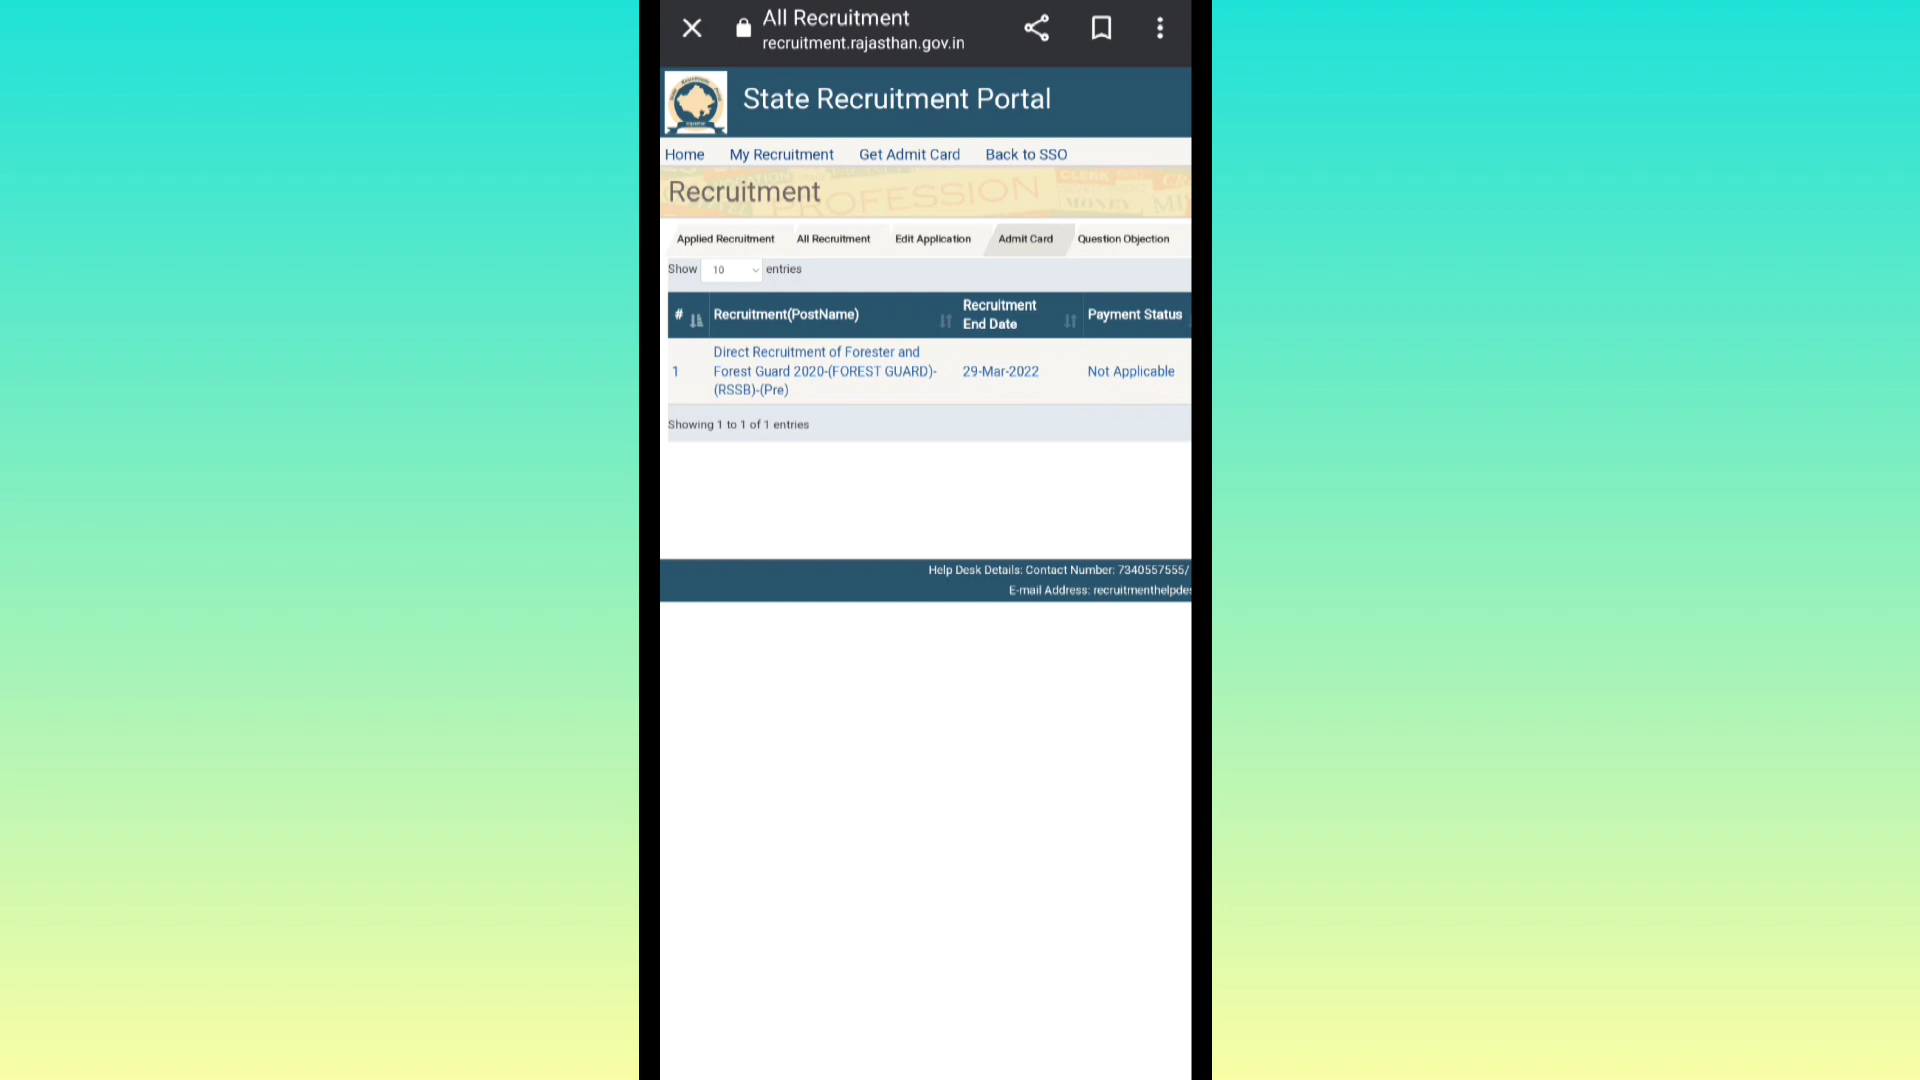 All Recruitment
recruitment.rajasthan.gov.in
State Recruitment Portal
Home My Recruitment Get Admit Card Back to SSO
Recruitment
PROFESSION
CLERK
MONEY
Applied Recruitment All Recruitment Edit Application Admit Card Question Objection
Show 10 entries
# Recruitment(PostName) Recruitment End Date Payment Status
1 Direct Recruitment of Forester and
Forest Guard 2020-(FOREST GUARD)-
(RSSB)-(Pre)
29-Mar-2022 Not Applicable
Showing 1 to 1 of 1 entries
Help Desk Details: Contact Number: 7340557555/
E-mail Address: recruitmenthelpde